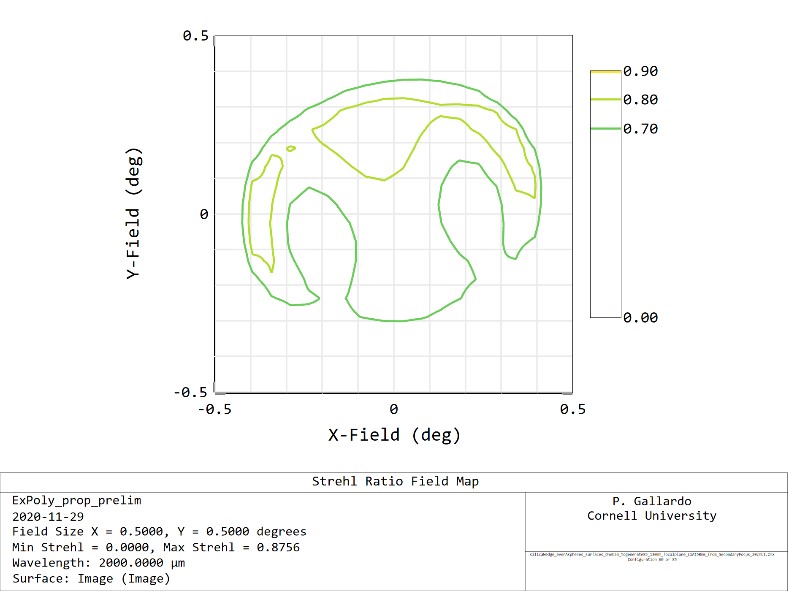 0.5
0
-0.5
Y-Field (deg)
-0.5
0
0.5
X-Field (deg)
0.90
0.80
0.70
0.00
Strehl Ratio Field Map
ExPoly_prop_prelim
2020-11-29
Field Size X = 0.5000, Y = 0.5000 degrees
Min Strehl = 0.0000, Max Strehl = 0.8756
Wavelength: 2000.0000 µm
Surface: Image (Image)
P. Gallardo
Cornell University